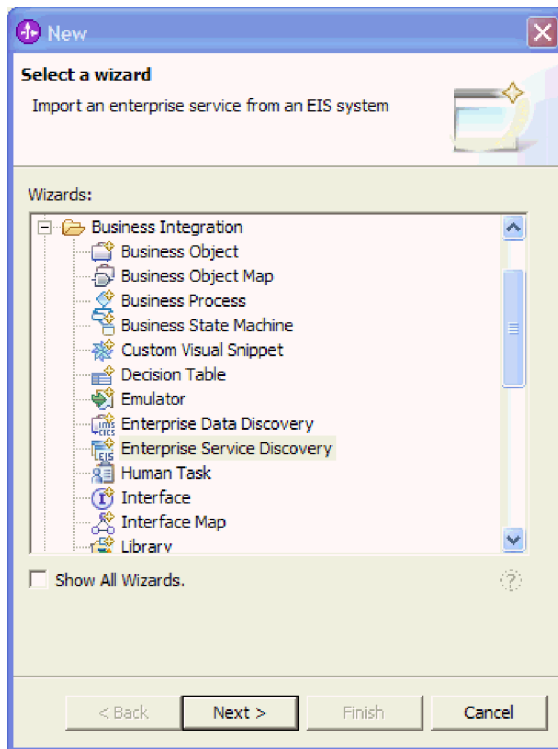 New
Select a wizard
Import an enterprise service from an EIS system
Wizards:
Business Integration
Business Object
Business Object Map
Business Process
Business State Machine
Custom Visual Snippet
Decision Table
Emulator
Enterprise Data Discovery
Enterprise Service Discovery
Human Task
Interface
Interface Map
Library
Show All Wizards.
< Back Next > Finish Cancel